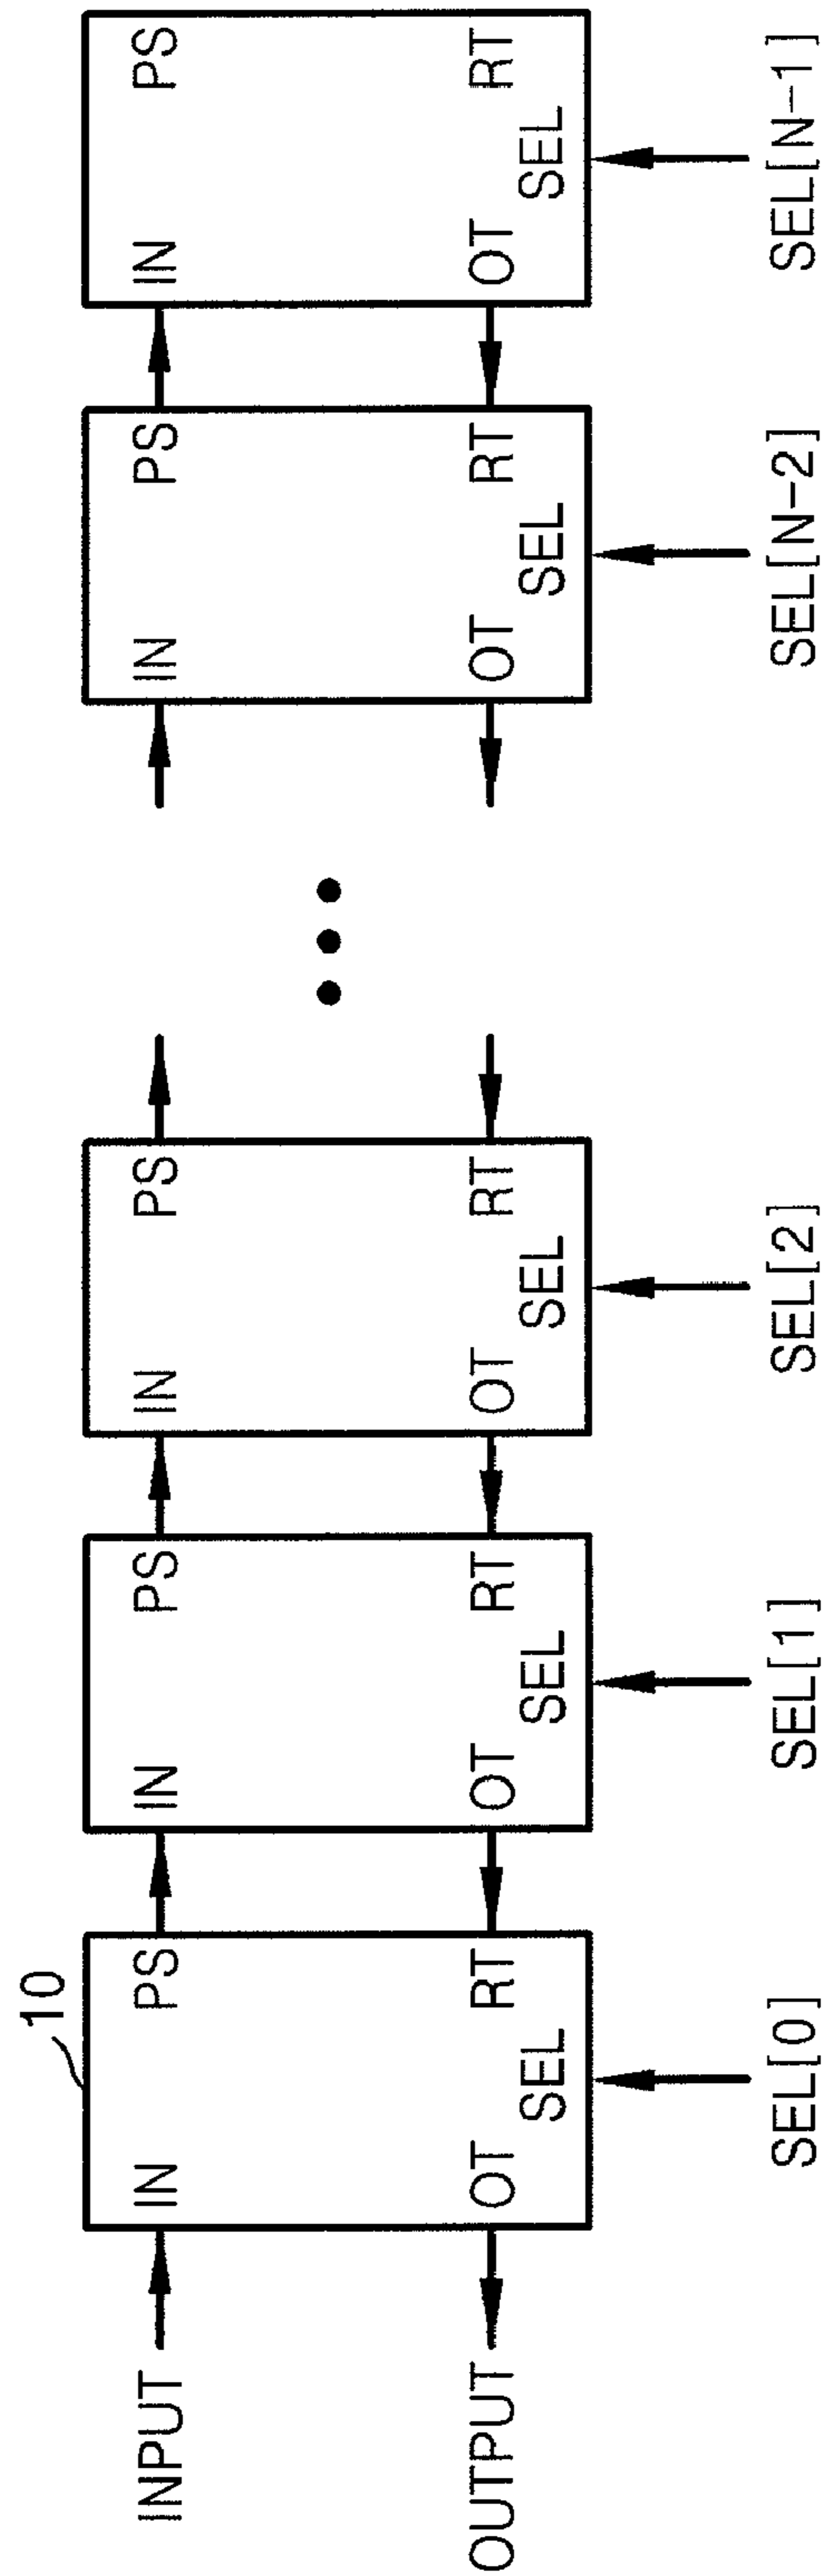 10
INPUT IN PS IN PS IN PS IN PS IN PS
OUTPUT OT RT OT RT OT RT OT RT OT RT
SEL SEL SEL SEL SEL
SEL[0] SEL[1] SEL[2] SEL[N-2] SEL[N-1]